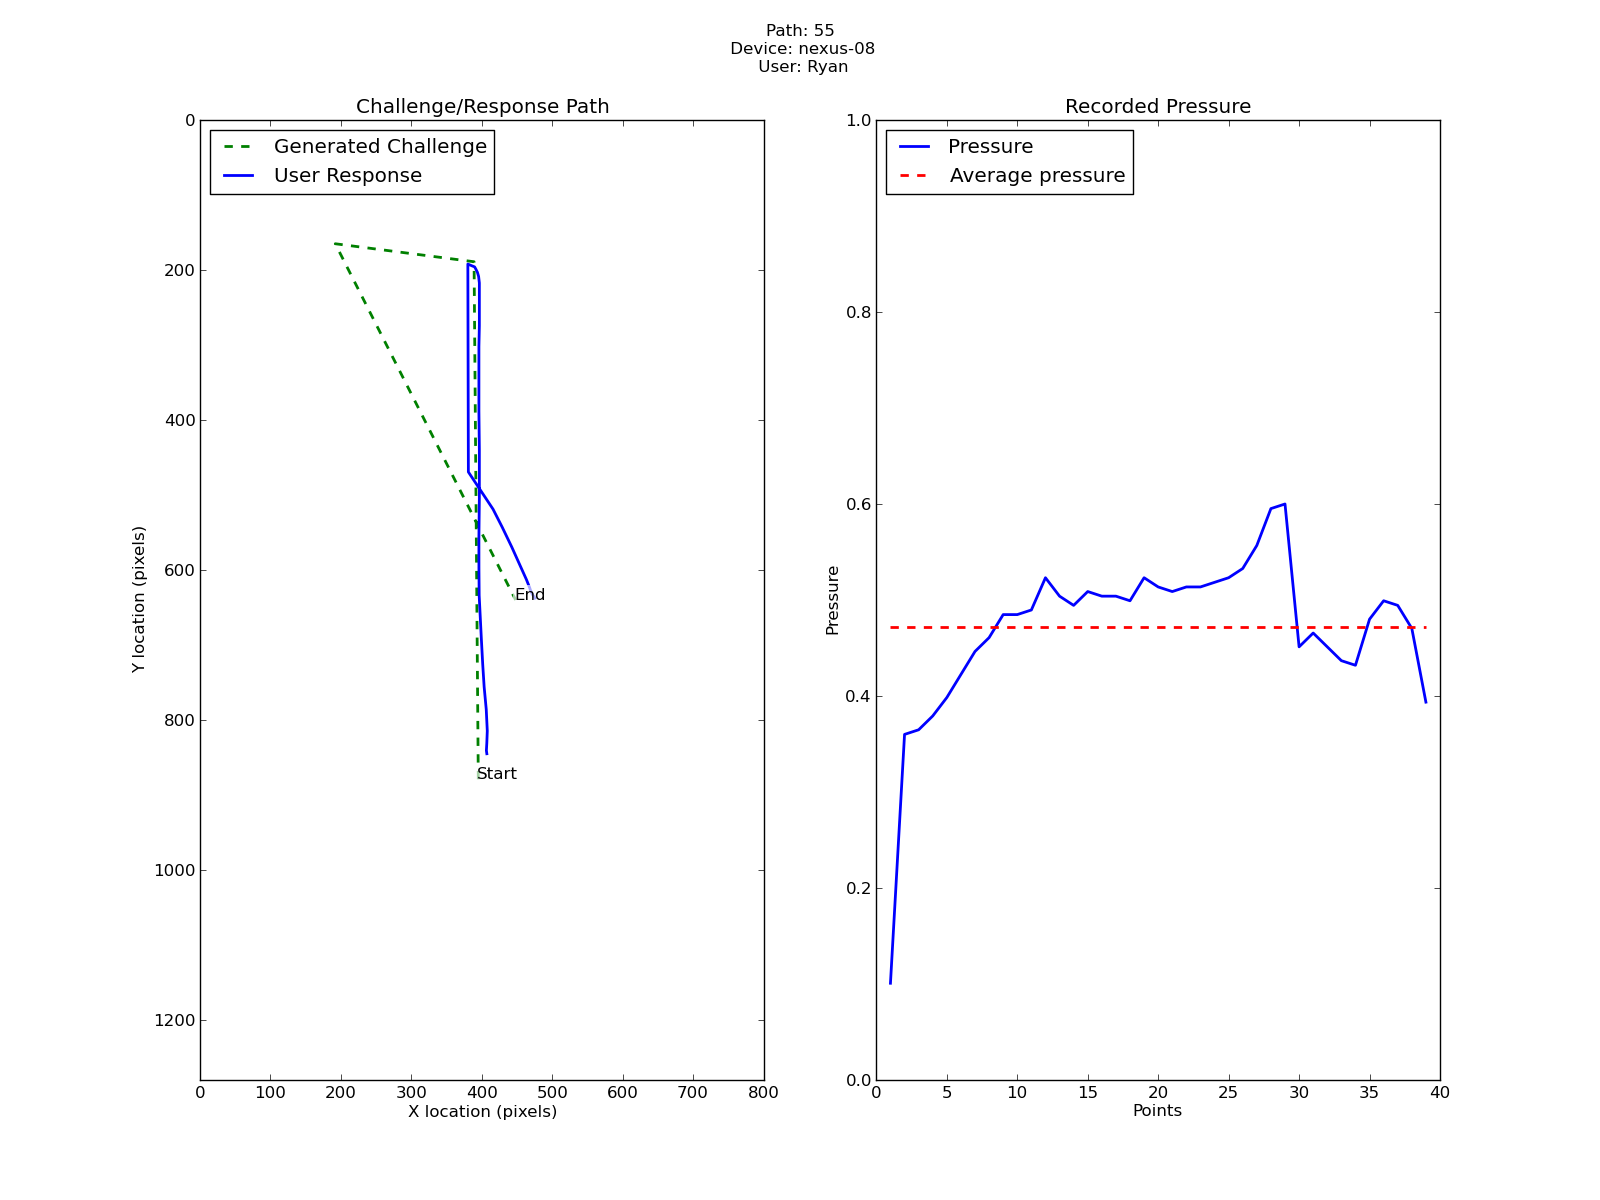 Path: 55
Device: nexus-08
User: Ryan
Challenge/Response Path
Generated Challenge
User Response
0
200
400
600
800
1000
1200
Y location (pixels)
Start
End
0 100 200 300 400 500 600 700 800
X location (pixels)
Recorded Pressure
Pressure
Average pressure
1.0
0.8
0.6
0.4
0.2
0.0
Pressure
0 5 10 15 20 25 30 35 40
Points